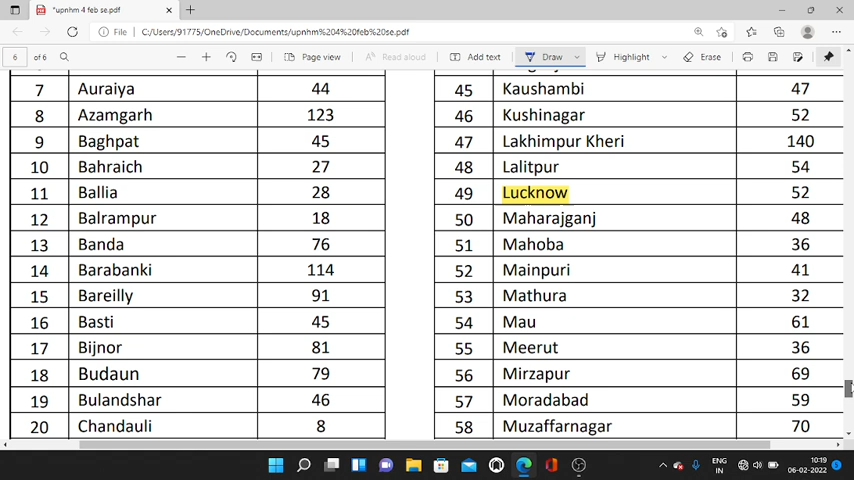 *upnhm 4 feb se.pdf
File
C:/Users/91775/OneDrive/Documents/upnhm%204%20feb%20se.pdf
6 of 6
Page view
Read aloud
Add text
Draw
Highlight
Erase
7 Auraiya 44 45 Kaushambi 47
8 Azamgarh 123 46 Kushinagar 52
9 Baghpat 45 47 Lakhimpur Kheri 140
10 Bahraich 27 48 Lalitpur 54
11 Ballia 28 49 Lucknow 52
12 Balrampur 18 50 Maharajganj 48
13 Banda 76 51 Mahoba 36
14 Barabanki 114 52 Mainpuri 41
15 Bareilly 91 53 Mathura 32
16 Basti 45 54 Mau 61
17 Bijnor 81 55 Meerut 36
18 Budaun 79 56 Mirzapur 69
19 Bulandshar 46 57 Moradabad 59
20 Chandauli 8 58 Muzaffarnagar 70
ENG
IN
10:19
06-02-2022